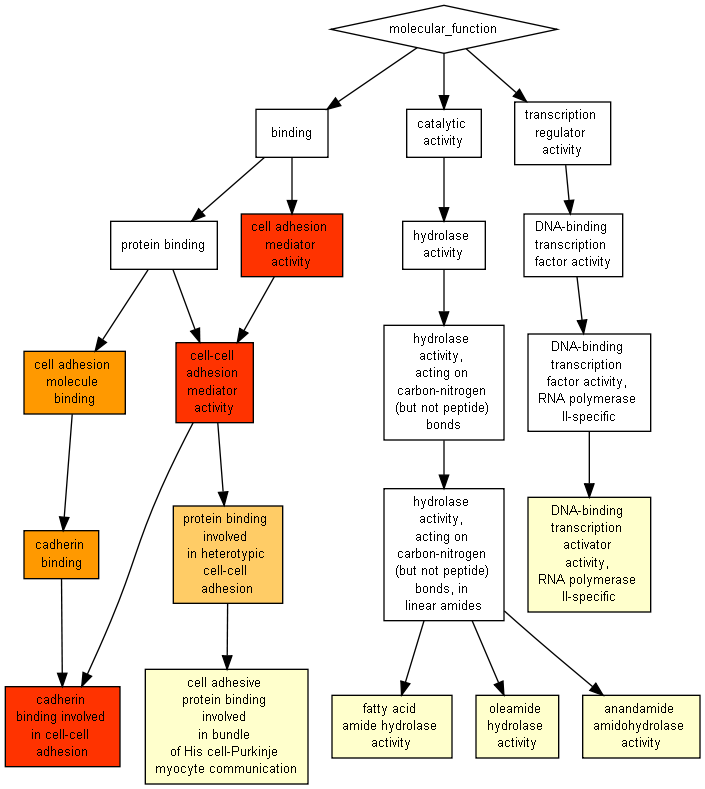 molecular_function
binding
catalytic
activity
transcription
regulator
activity
protein binding
cell adhesion
mediator
activity
hydrolase
activity
DNA-binding
transcription
factor activity
cell adhesion
molecule
binding
cell-cell
adhesion
mediator
activity
hydrolase
activity,
acting on
carbon-nitrogen
(but not peptide)
bonds
DNA-binding
transcription
factor activity,
RNA polymerase
II-specific
cadherin
binding
protein binding
involved
in heterotypic
cell-cell
adhesion
hydrolase
activity,
acting on
carbon-nitrogen
(but not peptide)
bonds, in
linear amides
DNA-binding
transcription
activator
activity,
RNA polymerase
II-specific
cadherin
binding involved
in cell-cell
adhesion
cell adhesive
protein binding
involved
in bundle
of His cell-Purkinje
myocyte communication
fatty acid
amide hydrolase
activity
oleamide
hydrolase
activity
anandamide
amidohydrolase
activity